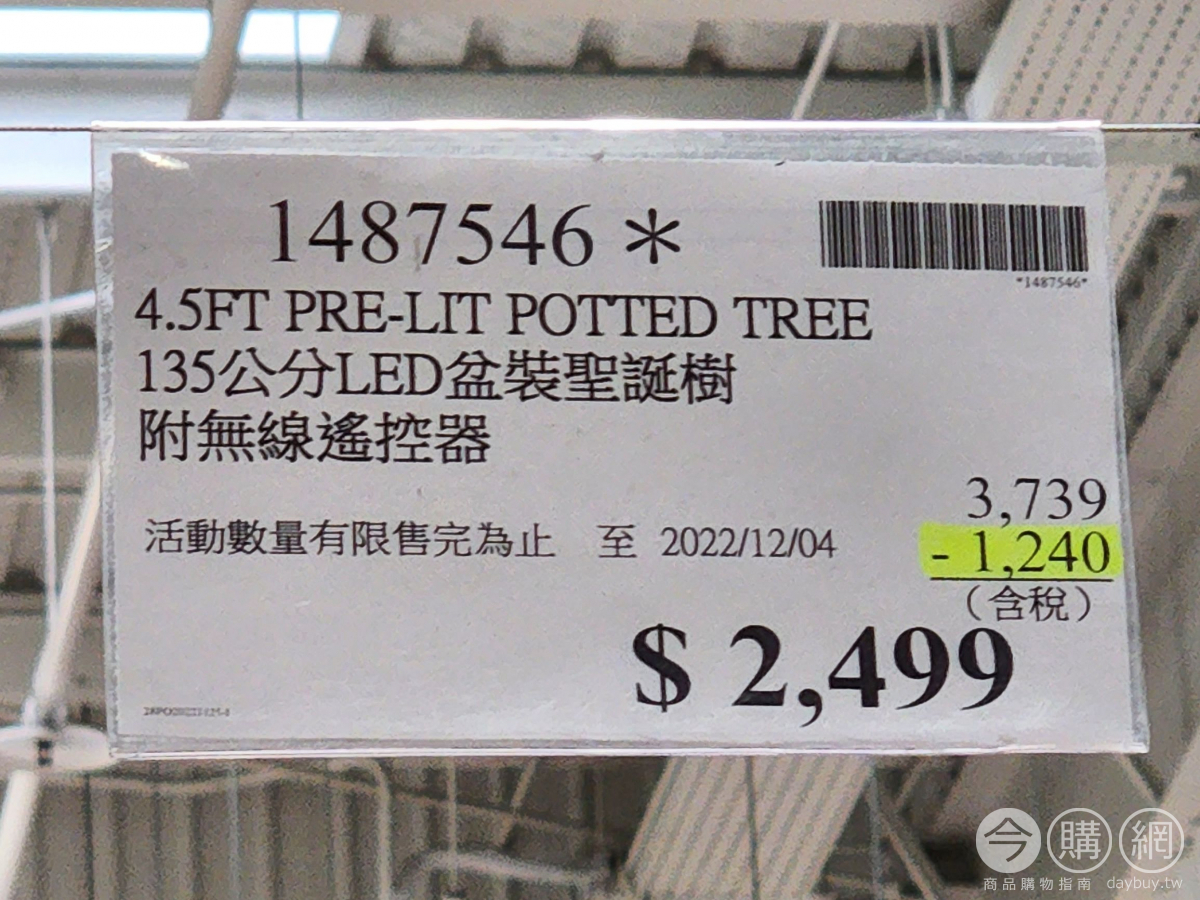 1487546 *
*1487546*
4.5FT PRE-LIT POTTED TREE
135公分LED盆裝聖誕樹
附無線遙控器
3,739
活動數量有限售完為止 至 2022/12/04
- 1,240
(含稅)
$ 2,499
今購網
商品購物指南 daybuy.tw